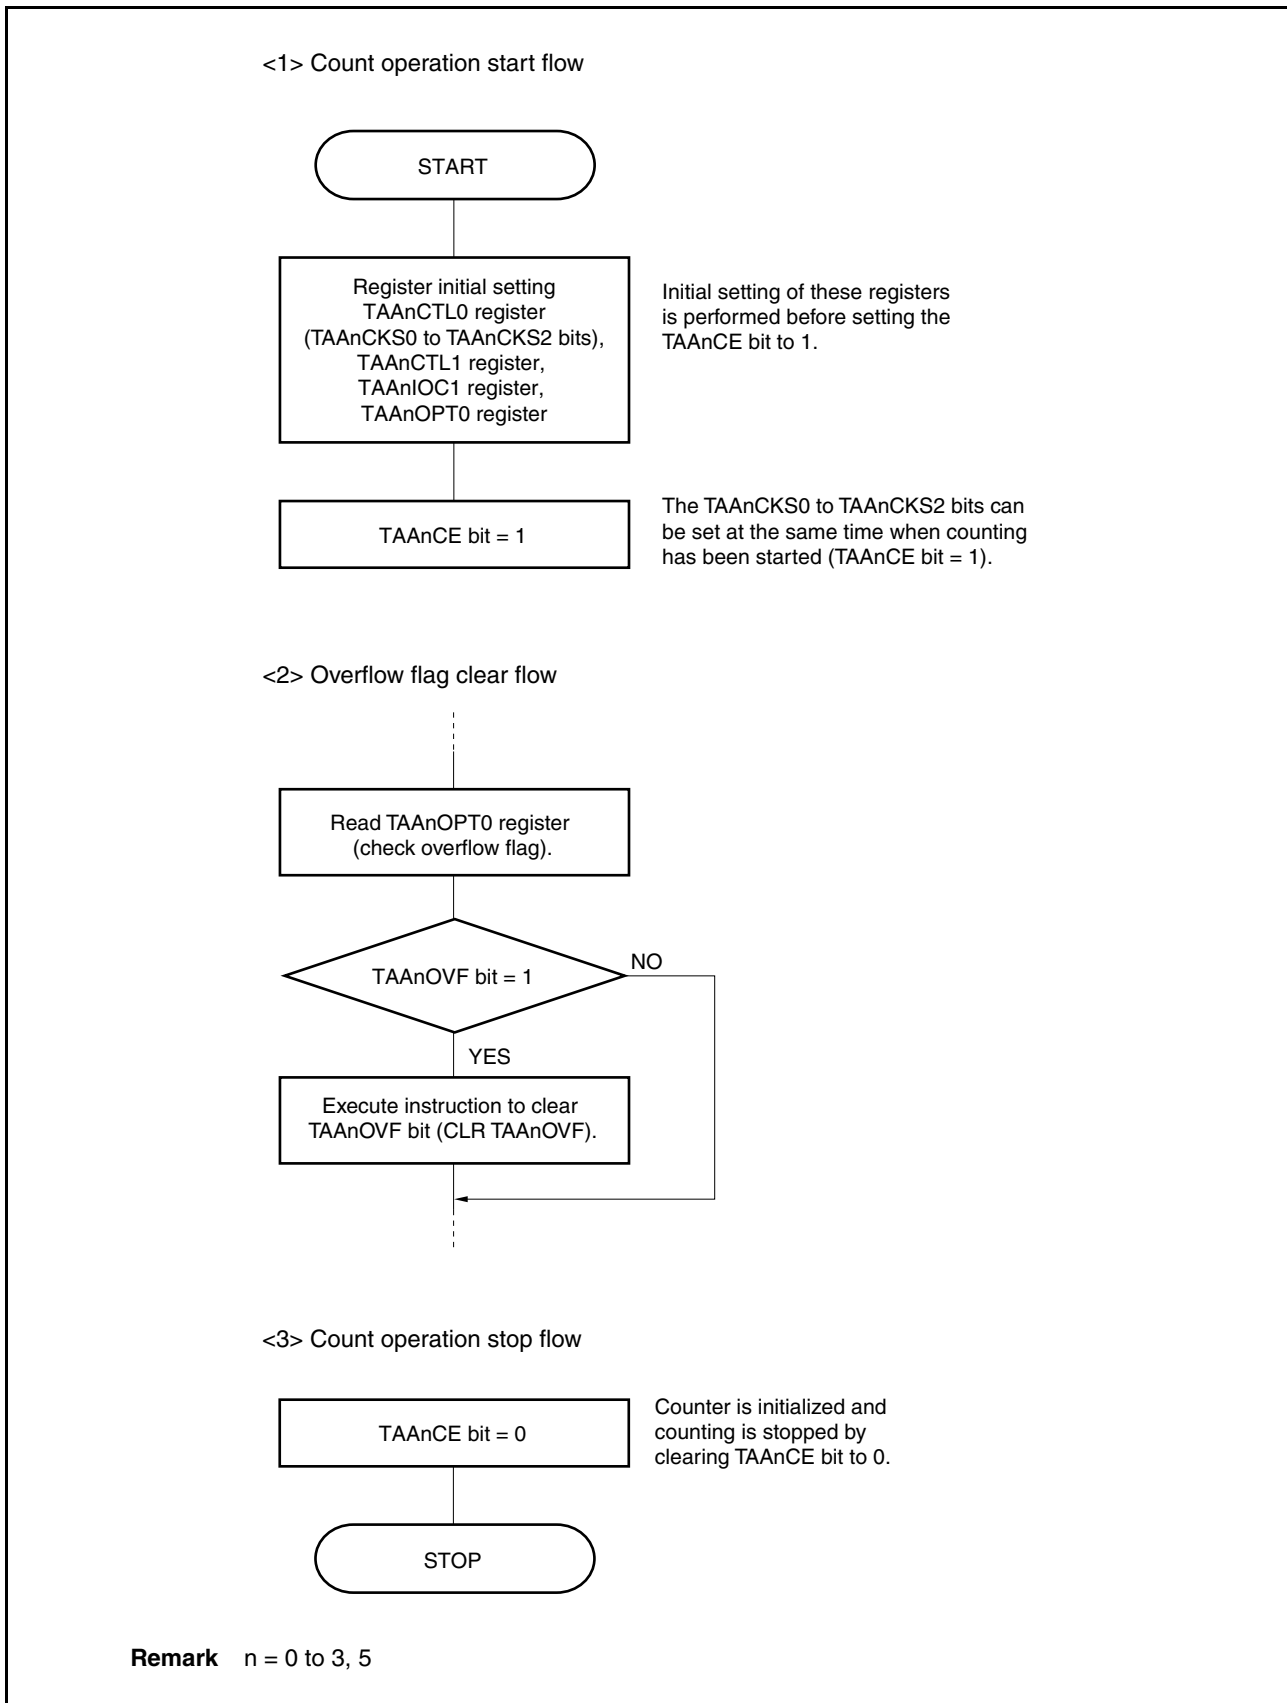 <1> Count operation start flow
START
Register initial setting
TAAnCTL0 register
(TAAnCKS0 to TAAnCKS2 bits),
TAAnCTL1 register,
TAAnIOC1 register,
TAAnOPT0 register
Initial setting of these registers
is performed before setting the
TAAnCE bit to 1.
TAAnCE bit = 1
The TAAnCKS0 to TAAnCKS2 bits can
be set at the same time when counting
has been started (TAAnCE bit = 1).
<2> Overflow flag clear flow
Read TAAnOPT0 register
(check overflow flag).
TAAnOVF bit = 1
NO
YES
Execute instruction to clear
TAAnOVF bit (CLR TAAnOVF).
<3> Count operation stop flow
TAAnCE bit = 0
Counter is initialized and
counting is stopped by
clearing TAAnCE bit to 0.
STOP
Remark n = 0 to 3, 5